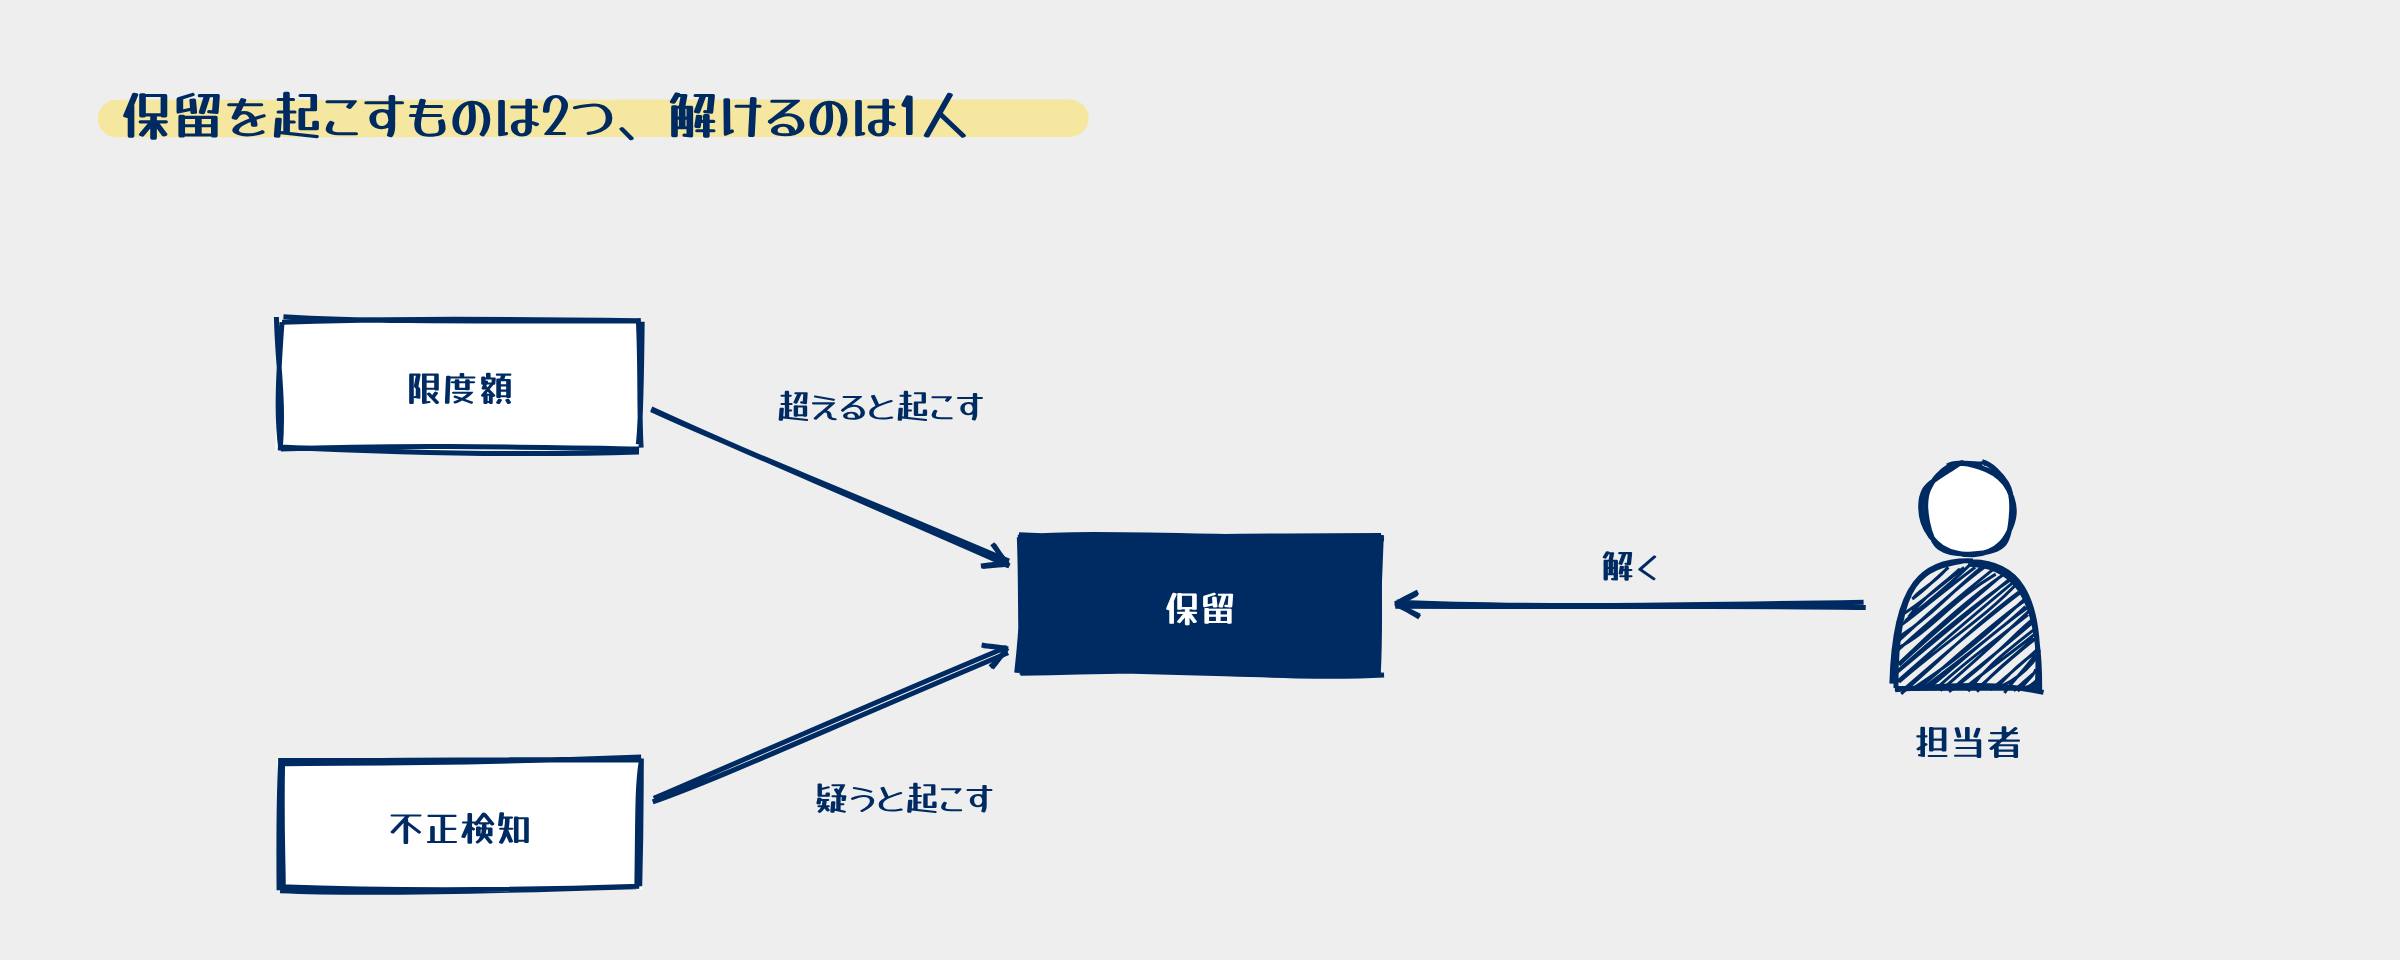 保留を起こすものは2つ、解けるのは1人
限度額
超えると起こす
保留
解く
担当者
不正検知
疑うと起こす